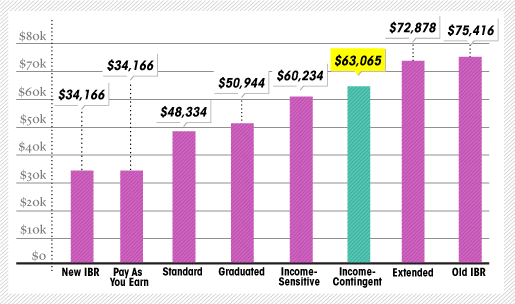 $80k
$70k
$60k
$50k
$40k
$30k
$20k
$10k
$0
$34,166
$34,166
$48,334
$50,944
$60,234
$63,065
$72,878
$75,416
New IBR
Pay As
You Earn
Standard
Graduated
Income-
Sensitive
Income-
Contingent
Extended
Old IBR